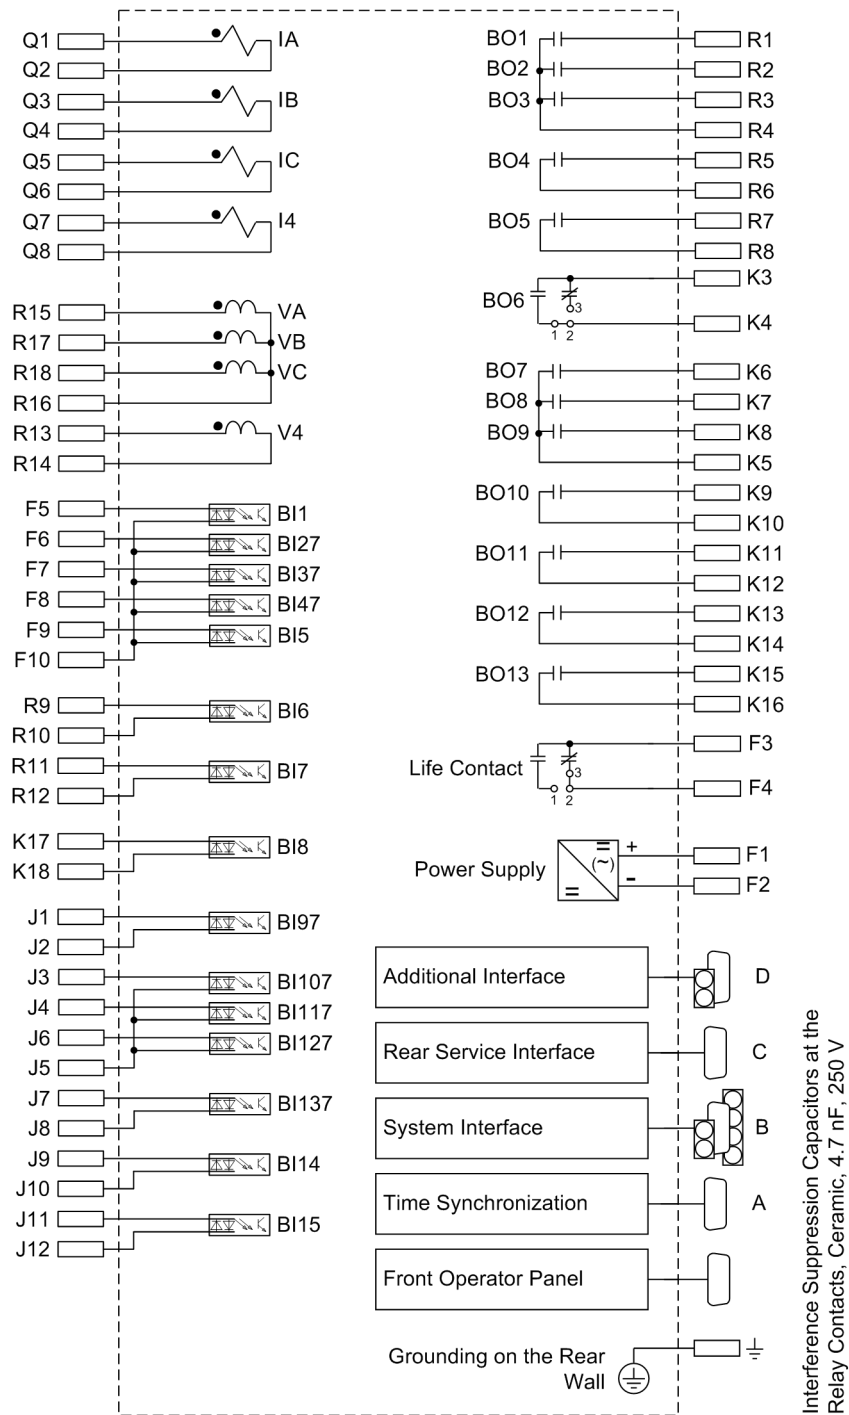 Q1
IA
Q2
Q3
IB
Q4
Q5
IC
Q6
Q7
I4
Q8
R15
VA
R17
VB
R18
VC
R16
R13
V4
R14
F5
BI1
F6
BI27
F7
BI37
F8
BI47
F9
BI5
F10
R9
BI6
R10
R11
BI7
R12
K17
BI8
K18
J1
BI97
J2
J3
BI107
J4
BI117
J6
BI127
J5
J7
BI137
J8
J9
BI14
J10
J11
BI15
J12
BO1
R1
BO2
R2
BO3
R3
R4
BO4
R5
R6
BO5
R7
R8
K3
BO6
3
1 2
K4
BO7
K6
BO8
K7
BO9
K8
K5
BO10
K9
K10
BO11
K11
K12
BO12
K13
K14
BO13
K15
K16
F3
Life Contact
3
1 2
F4
Power Supply
=
(~)
=
+
-
F1
F2
Additional Interface
D
Rear Service Interface
C
System Interface
B
Time Synchronization
A
Front Operator Panel
Grounding on the Rear
Wall
Interference Suppression Capacitors at the
Relay Contacts, Ceramic, 4.7 nF, 250 V